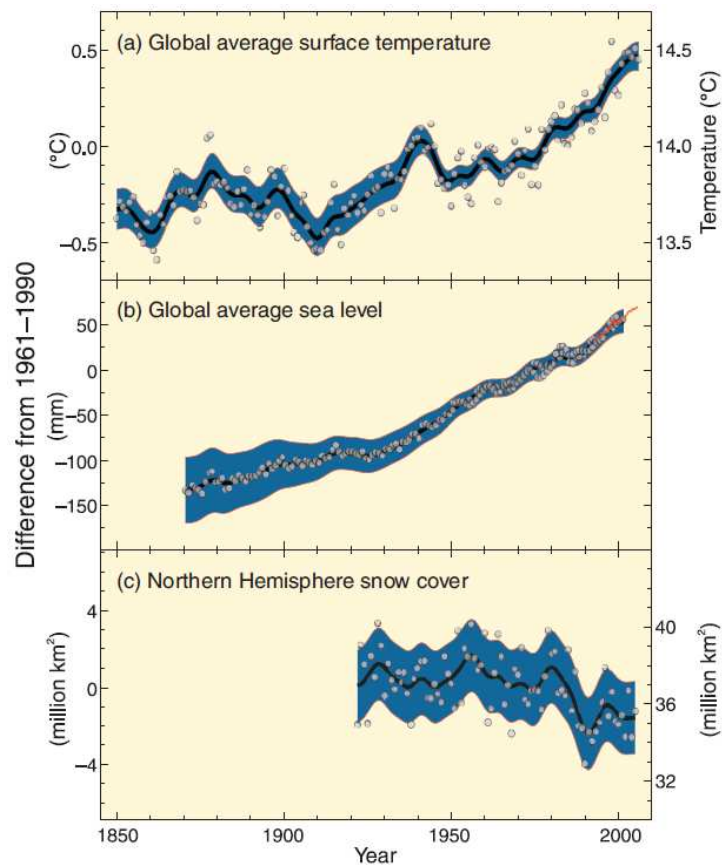 (a) Global average surface temperature
0.5
0.0
−0.5
(°C)
14.5
14.0
13.5
Temperature (°C)
Difference from 1961–1990
(b) Global average sea level
50
0
−50
−100
−150
(mm)
(c) Northern Hemisphere snow cover
4
0
−4
(million km²)
40
36
32
(million km²)
1850
1900
1950
2000
Year